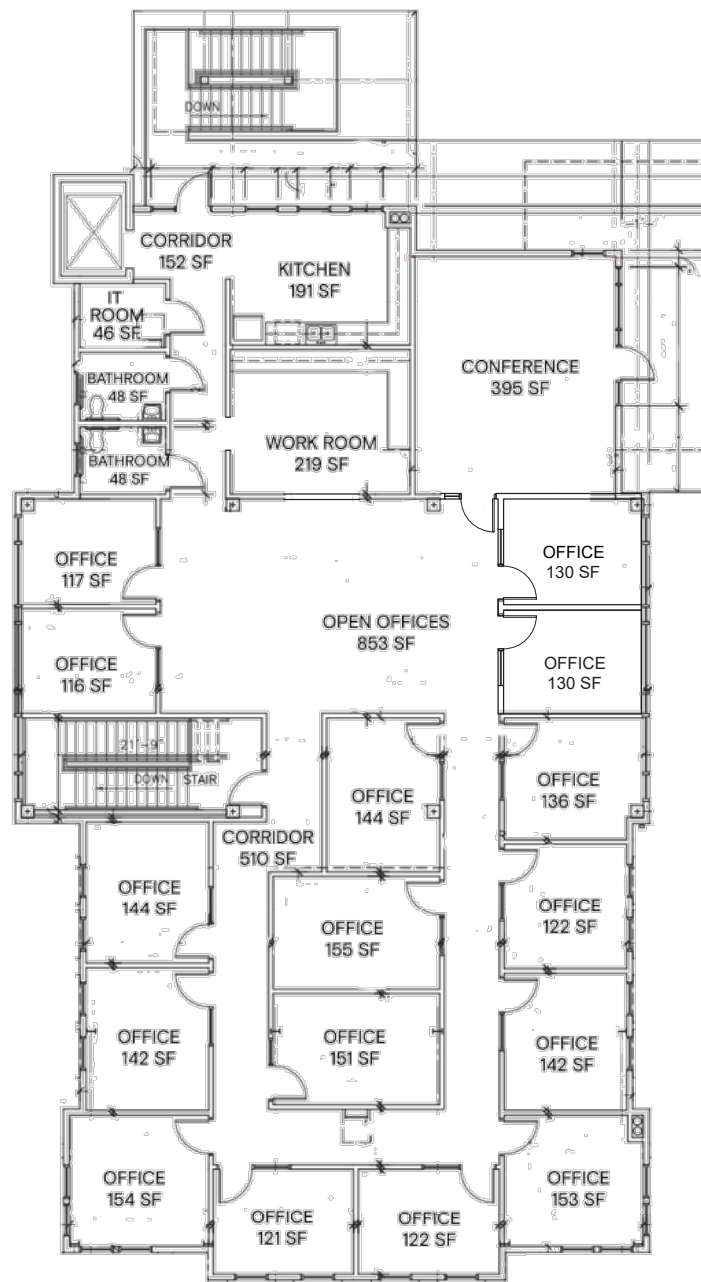 DOWN
CORRIDOR
152 SF
KITCHEN
191 SF
IT
ROOM
46 SF
CONFERENCE
395 SF
BATHROOM
48 SF
WORK ROOM
219 SF
BATHROOM
48 SF
OFFICE
117 SF
OFFICE
130 SF
OPEN OFFICES
853 SF
OFFICE
116 SF
OFFICE
130 SF
21'-9"
DOWN
STAIR
OFFICE
136 SF
OFFICE
144 SF
CORRIDOR
510 SF
OFFICE
144 SF
OFFICE
122 SF
OFFICE
155 SF
OFFICE
142 SF
OFFICE
151 SF
OFFICE
142 SF
OFFICE
154 SF
OFFICE
153 SF
OFFICE
121 SF
OFFICE
122 SF